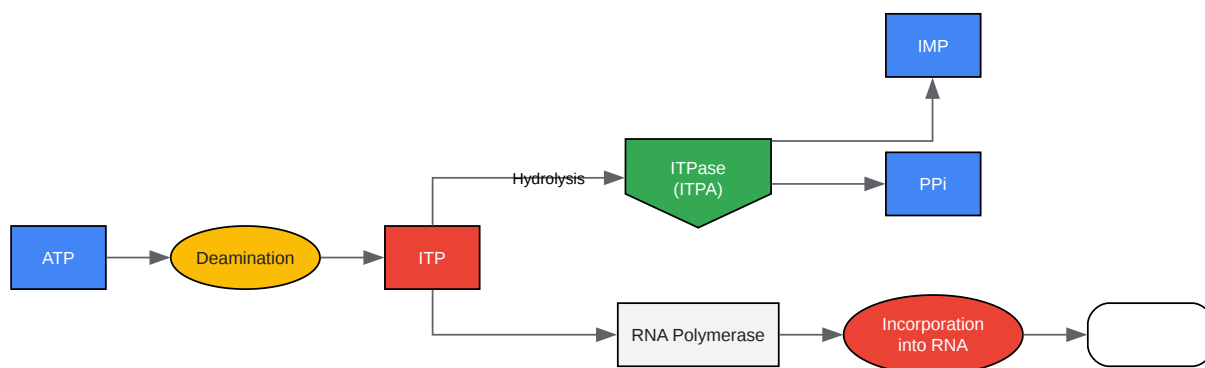 IMP
ITPase
(ITPA)
Hydrolysis
PPi
ATP
Deamination
ITP
RNA Polymerase
Incorporation
into RNA